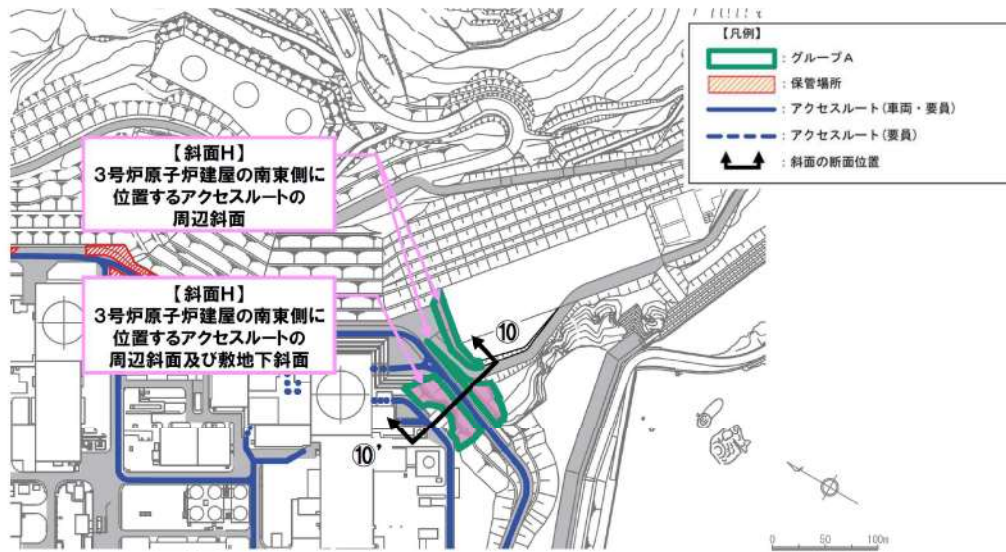 【凡例】
：グループA
：保管場所
：アクセスルート(車両・要員)
：アクセスルート(要員)
：斜面の断面位置
【斜面H】
3号炉原子炉建屋の南東側に
位置するアクセスルートの
周辺斜面
【斜面H】
3号炉原子炉建屋の南東側に
位置するアクセスルートの
周辺斜面及び敷地下斜面
⑩
⑩'
0 50 100m